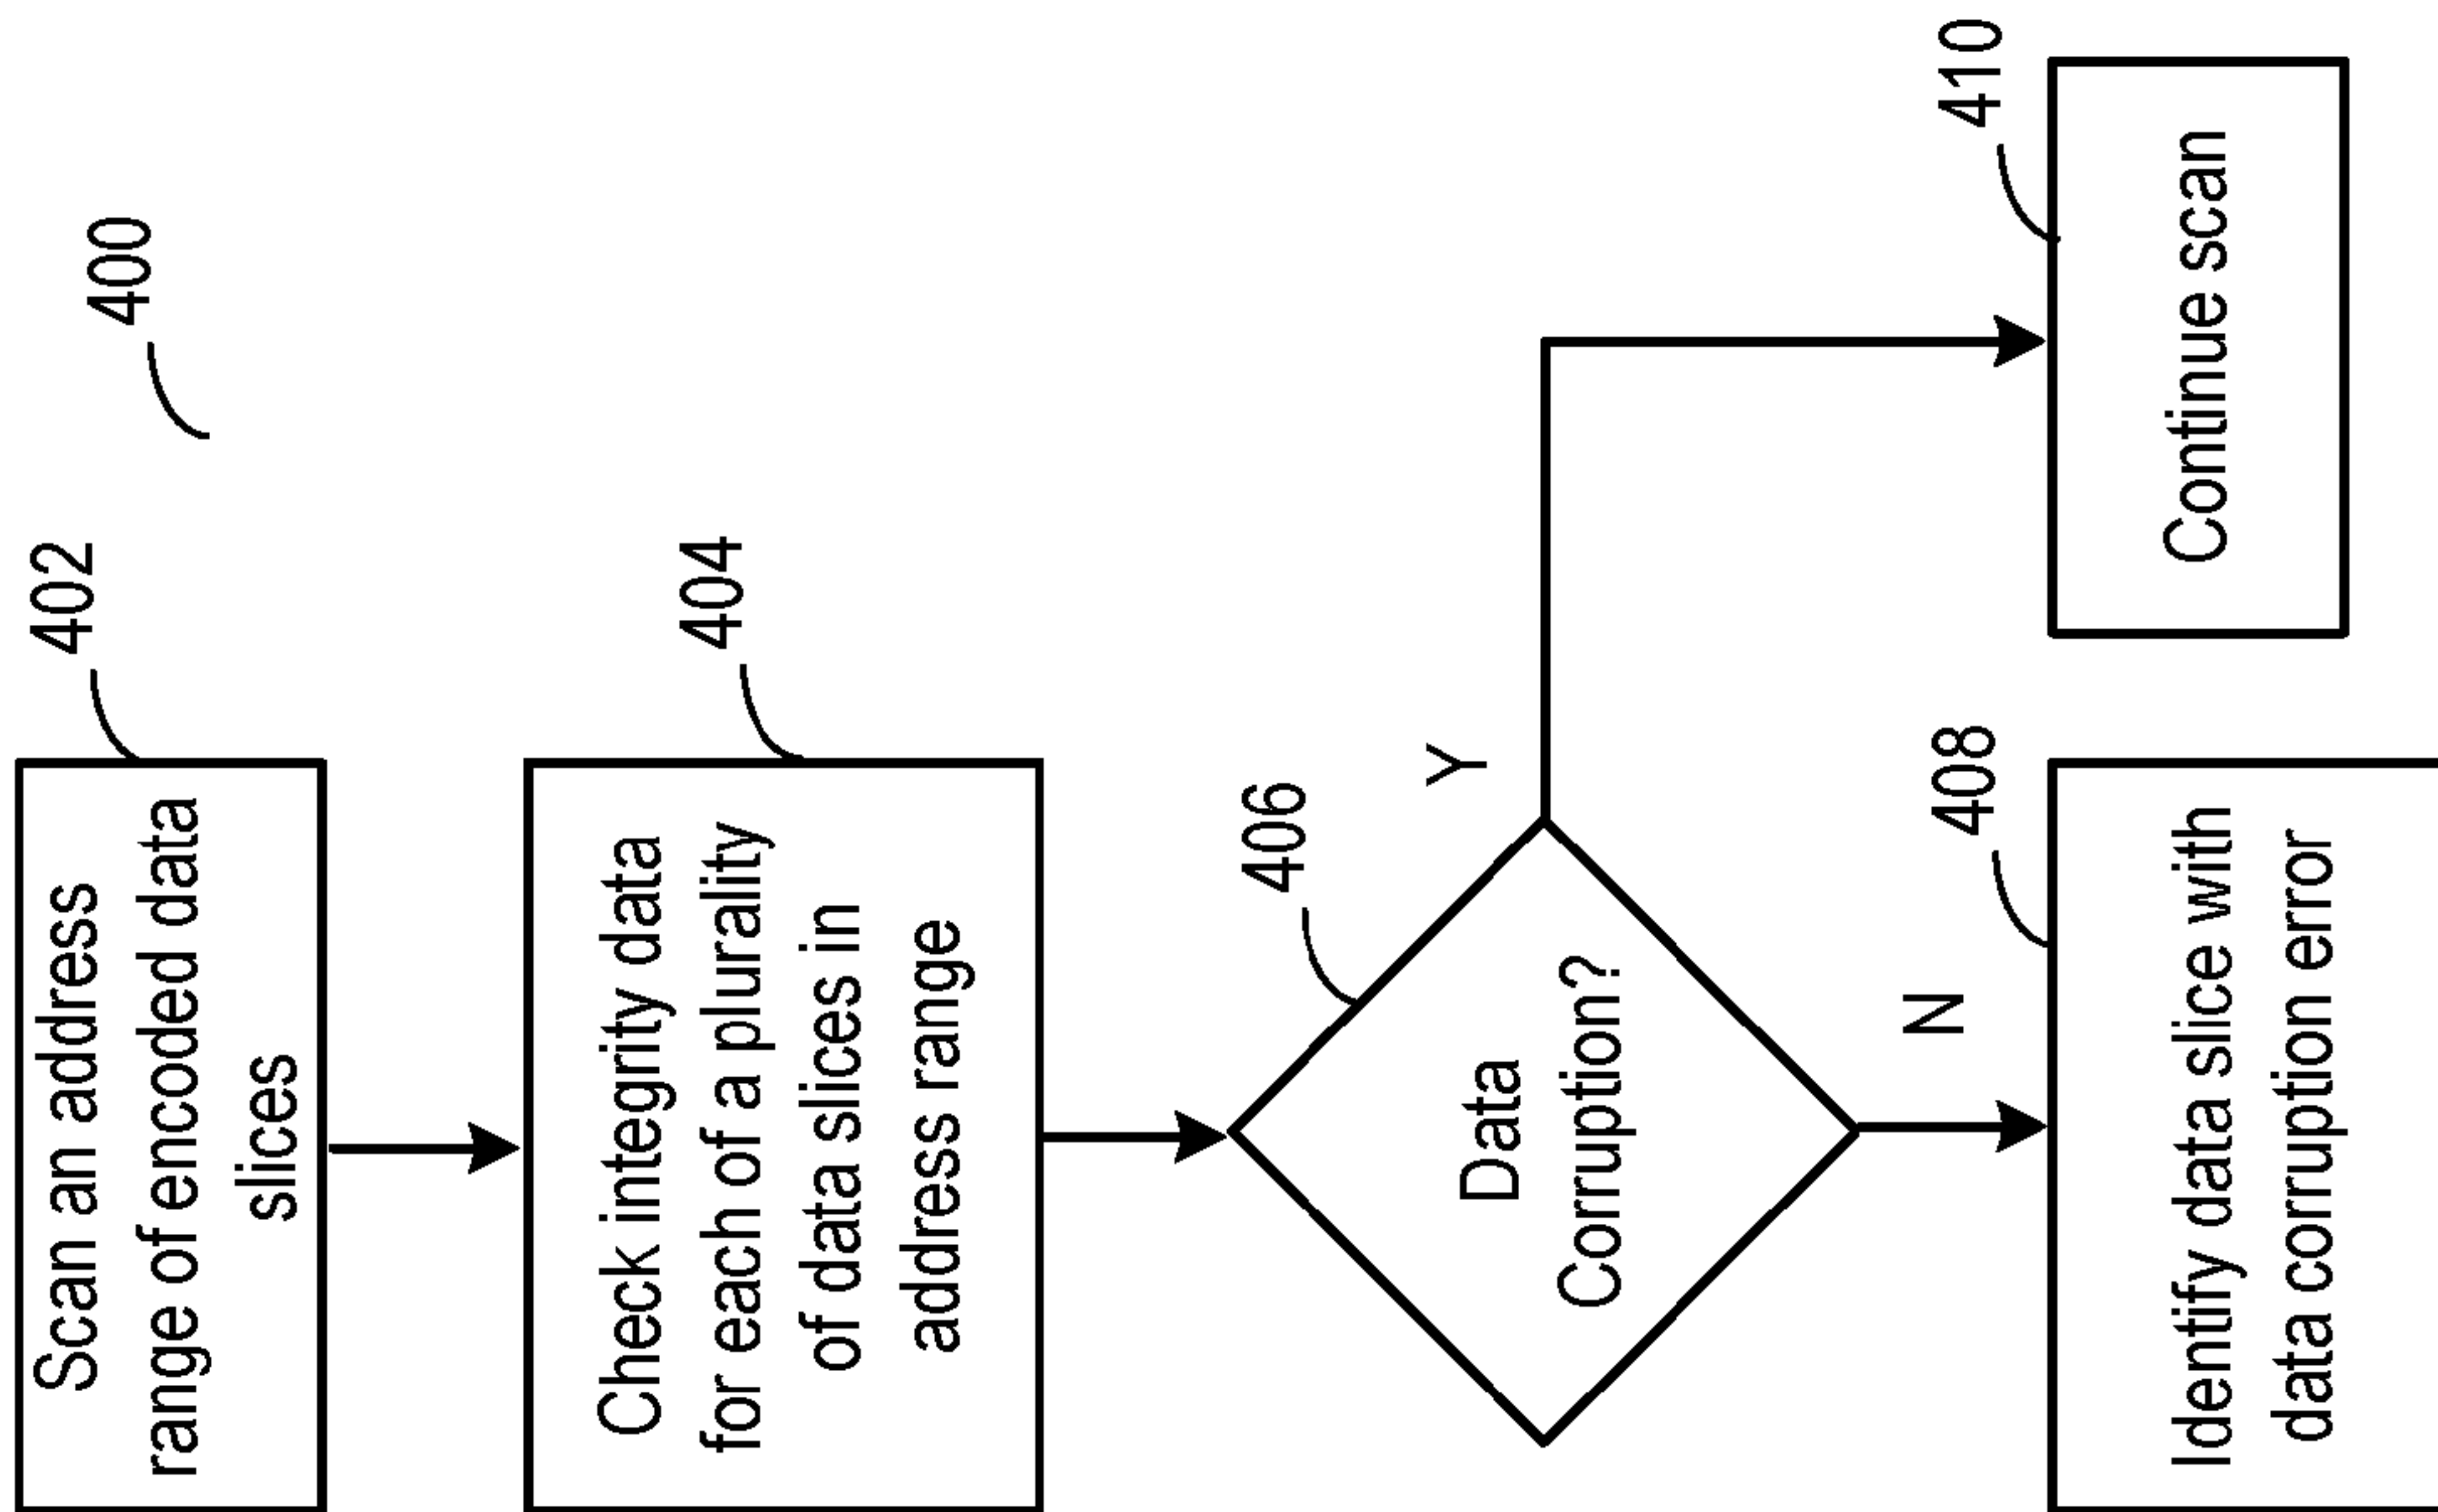 400
402
Scan an address
range of encoded data
slices
404
Check integrity data
for each of a plurality
of data slices in
address range
406
Data
Corruption?
Y
N
408
Identify data slice with
data corruption error
410
Continue scan